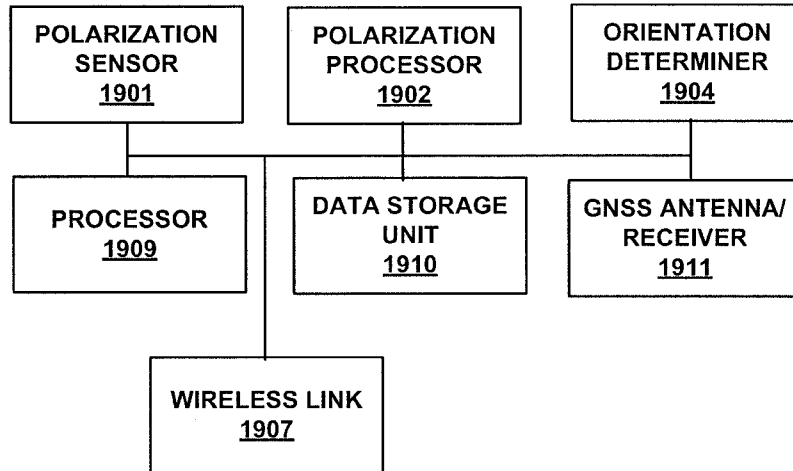 POLARIZATION
SENSOR
1901
POLARIZATION
PROCESSOR
1902
ORIENTATION
DETERMINER
1904
PROCESSOR
1909
DATA STORAGE
UNIT
1910
GNSS ANTENNA/
RECEIVER
1911
WIRELESS LINK
1907